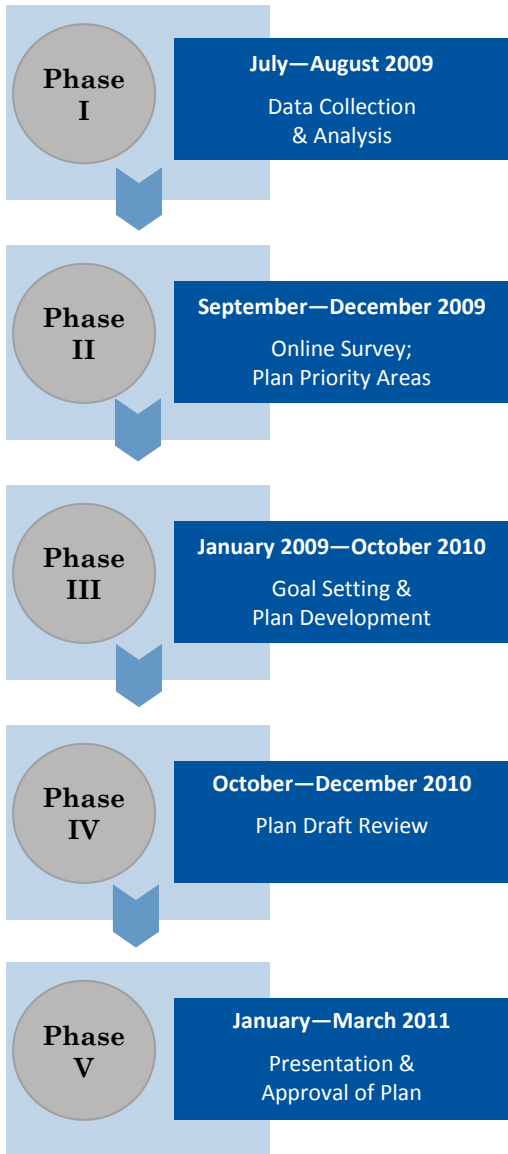 Phase
I
July—August 2009
Data Collection
& Analysis
Phase
II
September—December 2009
Online Survey;
Plan Priority Areas
Phase
III
January 2009—October 2010
Goal Setting &
Plan Development
Phase
IV
October—December 2010
Plan Draft Review
Phase
V
January—March 2011
Presentation &
Approval of Plan